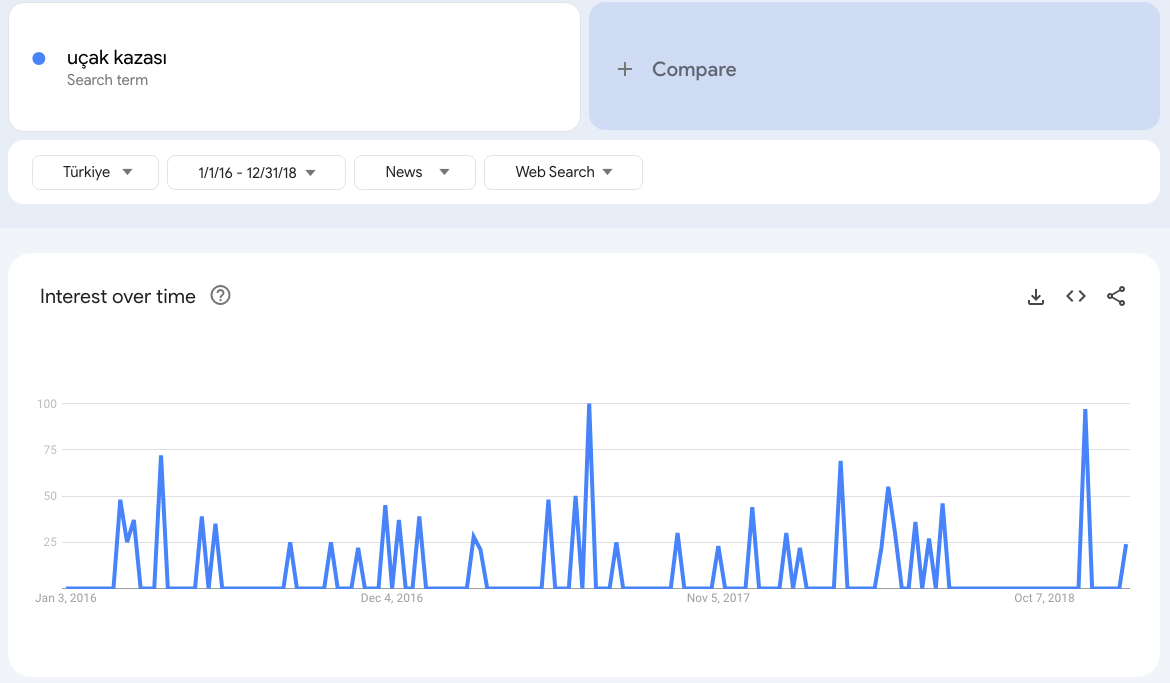 uçak kazası
Search term
+ Compare
Türkiye
1/1/16 - 12/31/18
News
Web Search
Interest over time
100
75
50
25
Jan 3, 2016
Dec 4, 2016
Nov 5, 2017
Oct 7, 2018